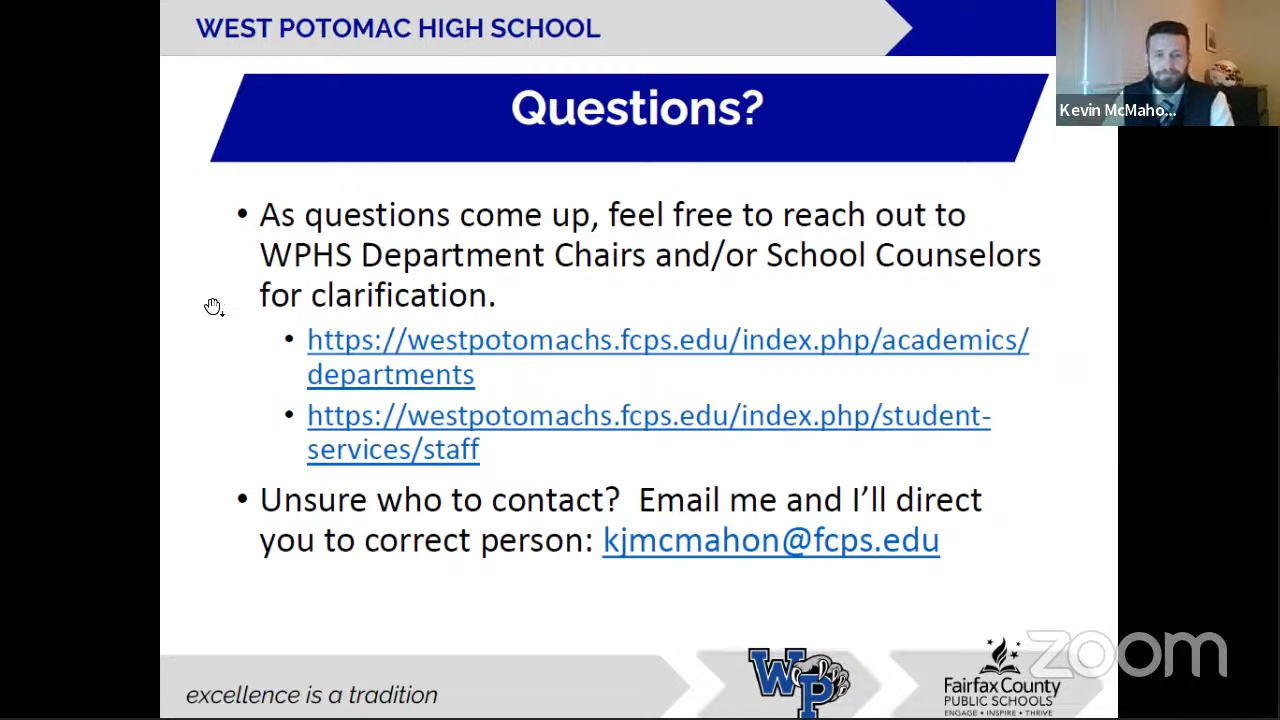 WEST POTOMAC HIGH SCHOOL
Questions?
Kevin McMaho...
• As questions come up, feel free to reach out to
WPHS Department Chairs and/or School Counselors
for clarification.
• https://westpotomachs.fcps.edu/index.php/academics/
departments
• https://westpotomachs.fcps.edu/index.php/student-
services/staff
• Unsure who to contact?  Email me and I’ll direct
you to correct person: kjmcmahon@fcps.edu
excellence is a tradition
WP
Fairfax County
PUBLIC SCHOOLS
ENGAGE • INSPIRE • THRIVE
zoom